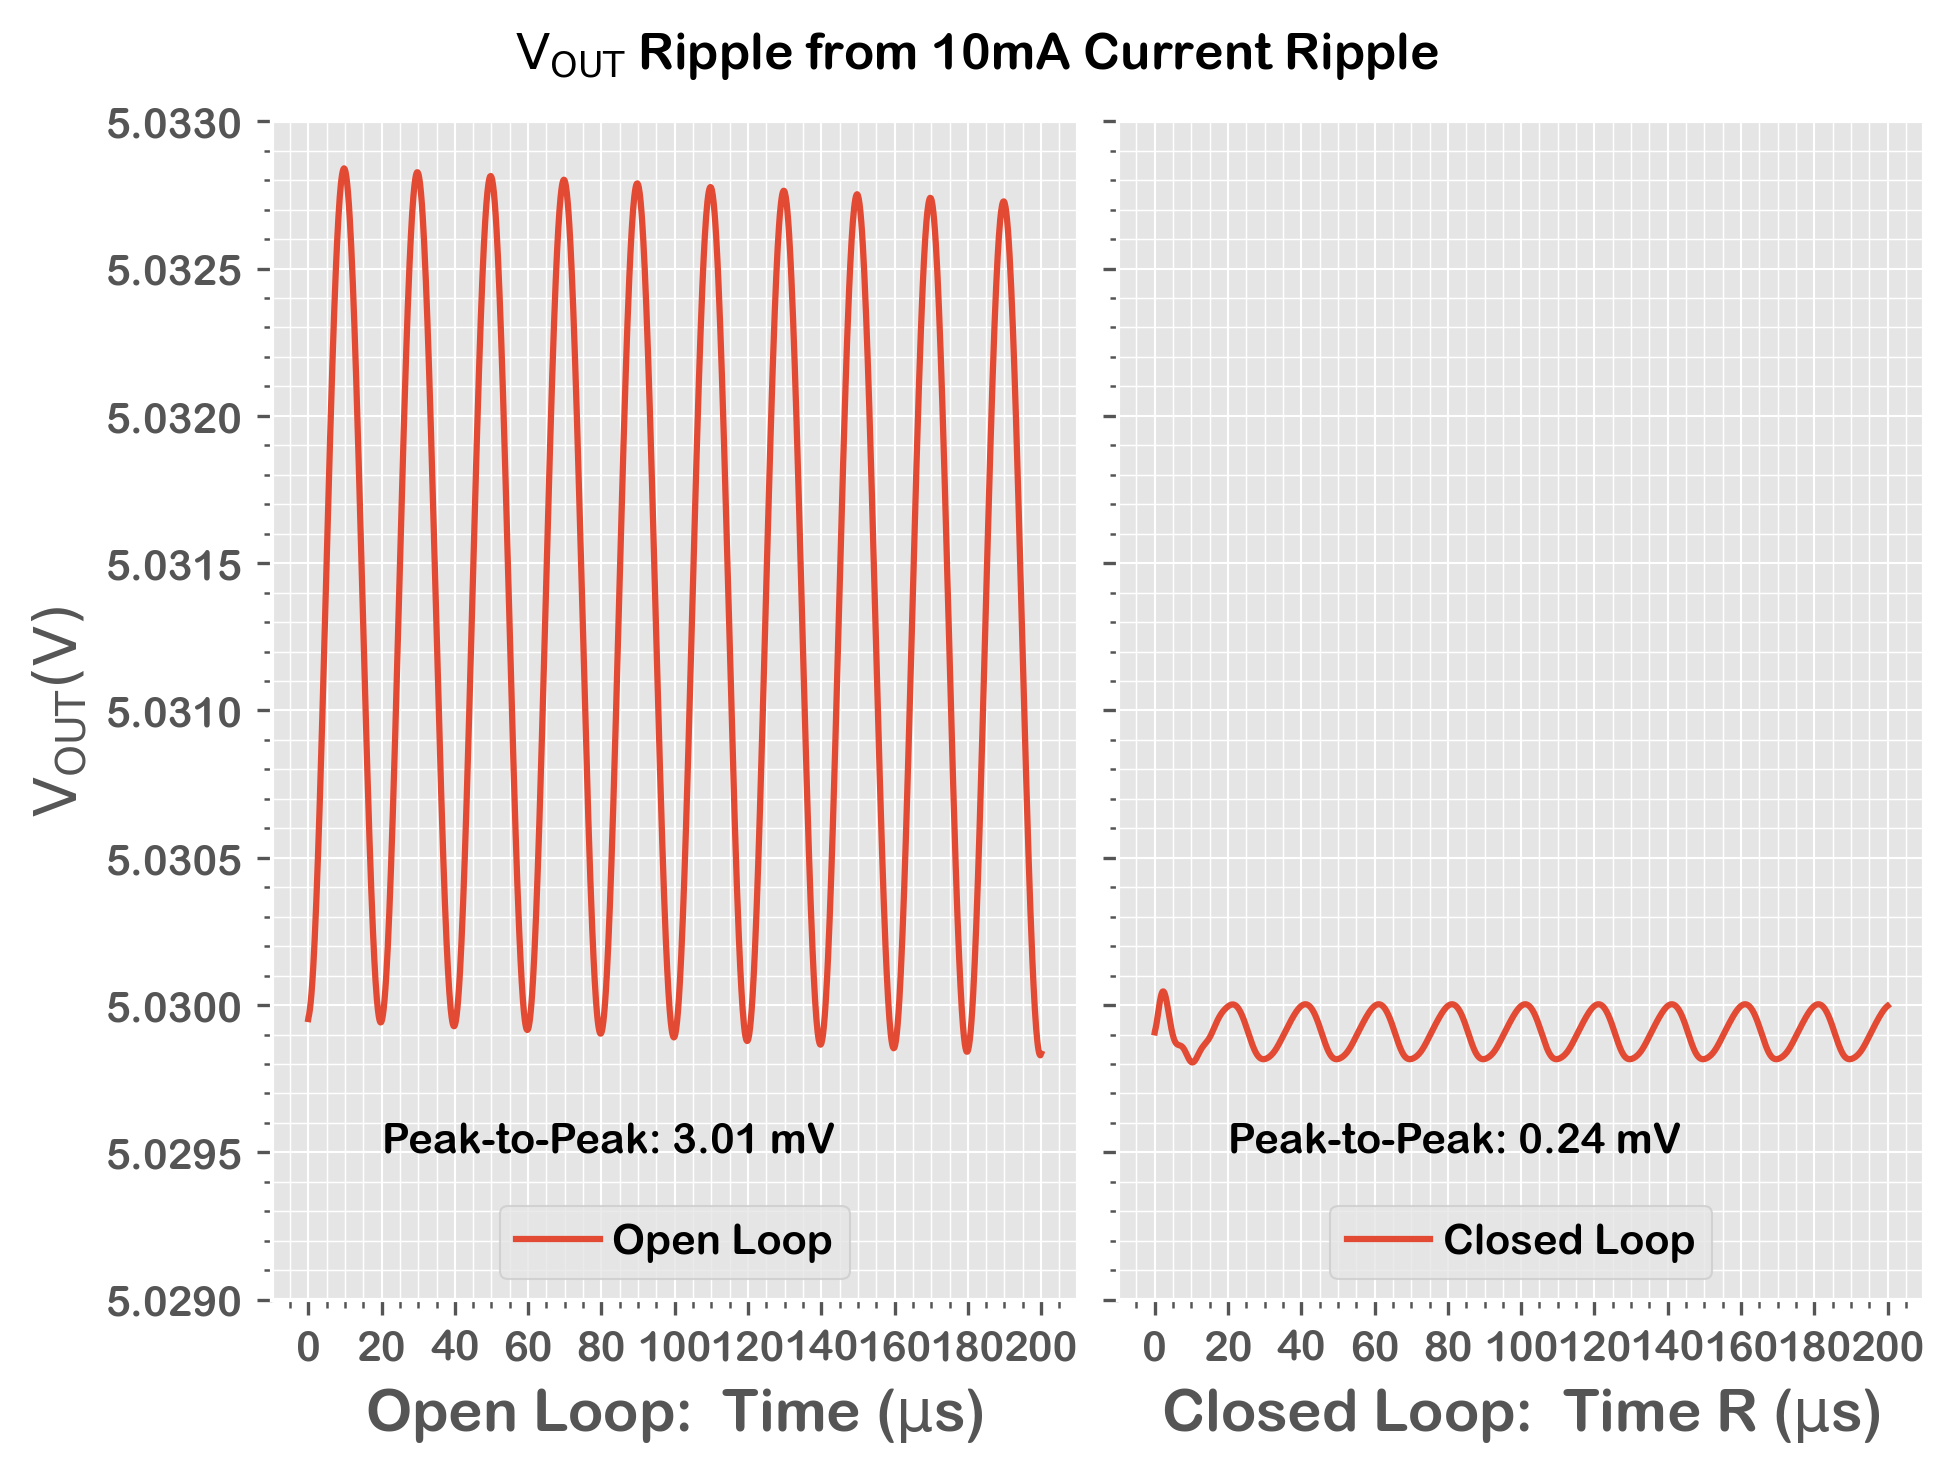 V_OUT Ripple from 10mA Current Ripple
V_OUT(V)
5.0330
5.0325
5.0320
5.0315
5.0310
5.0305
5.0300
5.0295
5.0290
Peak-to-Peak: 3.01 mV
Open Loop
0 20 40 60 80 100 120 140 160 180 200
Open Loop: Time (μs)
Peak-to-Peak: 0.24 mV
Closed Loop
0 20 40 60 80 100 120 140 160 180 200
Closed Loop: Time R (μs)